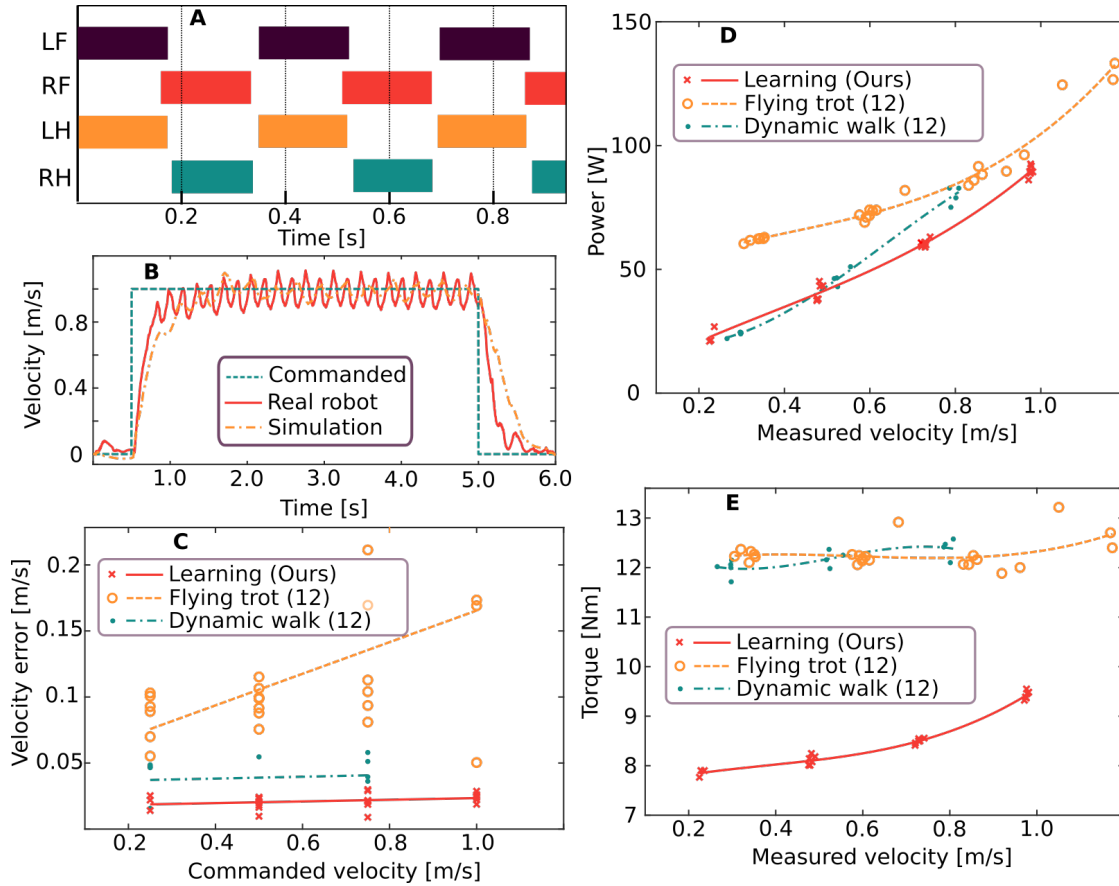 A
LF
RF
LH
RH
0.2
0.4
0.6
0.8
Time [s]
B
Velocity [m/s]
0.8
0.4
0
Commanded
Real robot
Simulation
1.0
2.0
3.0
4.0
5.0
6.0
Time [s]
C
Velocity error [m/s]
0.2
0.15
0.1
0.05
Learning (Ours)
Flying trot (12)
Dynamic walk (12)
0.2
0.4
0.6
0.8
1.0
Commanded velocity [m/s]
D
Power [W]
150
100
50
0
Learning (Ours)
Flying trot (12)
Dynamic walk (12)
0.2
0.4
0.6
0.8
1.0
Measured velocity [m/s]
E
Torque [Nm]
13
12
11
10
9
8
7
Learning (Ours)
Flying trot (12)
Dynamic walk (12)
0.2
0.4
0.6
0.8
1.0
Measured velocity [m/s]